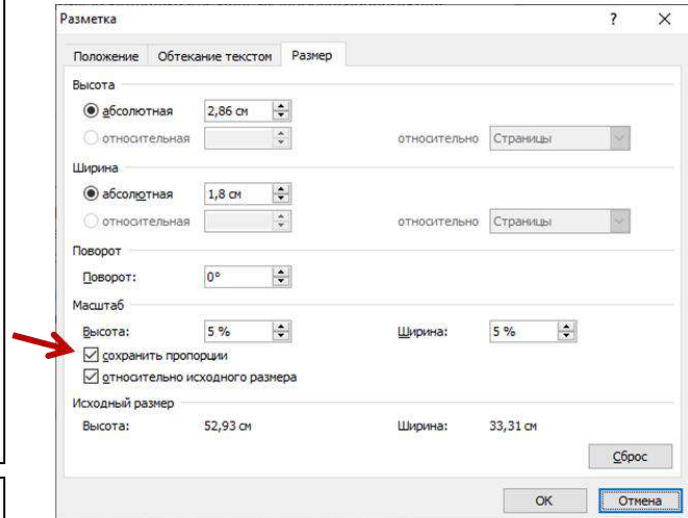 Разметка ? ×
Положение Обтекание текстом Размер
Высота
абсолютная 2,86 см
относительная относительно Страницы
Ширина
абсолютная 1,8 см
относительная относительно Страницы
Поворот
Поворот: 0°
Масштаб
Высота: 5 % Ширина: 5 %
сохранить пропорции
относительно исходного размера
Исходный размер
Высота: 52,93 см Ширина: 33,31 см
Сброс
ОК Отмена